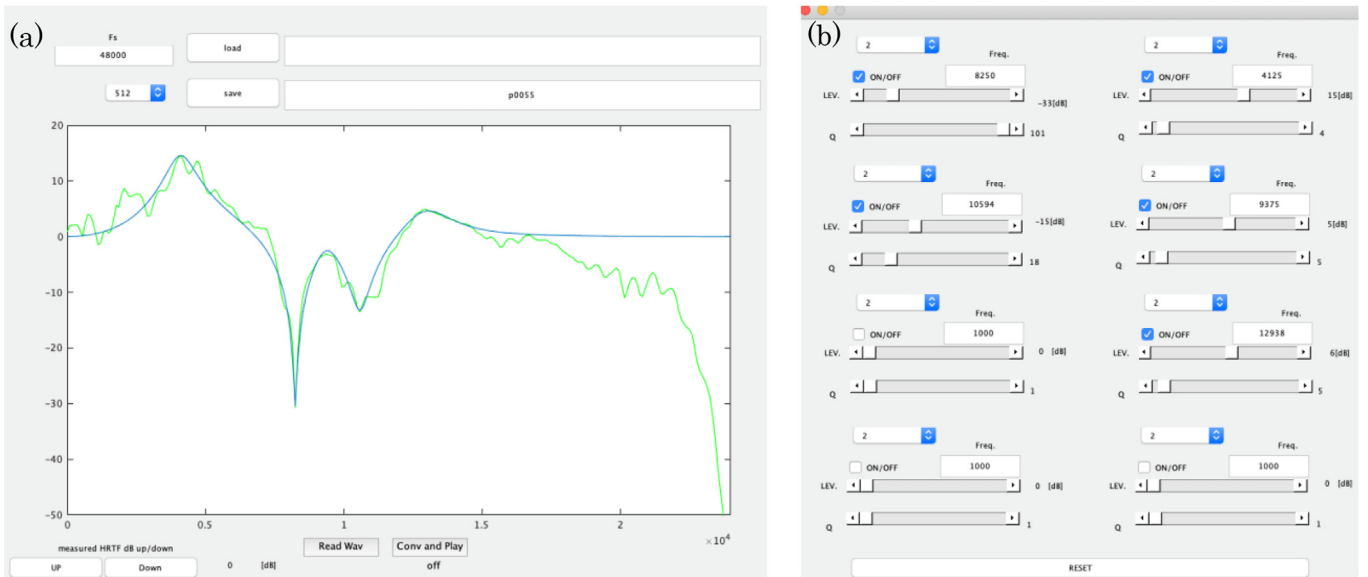 (a)
Fs
48000
load
512
save
p0055
20
10
0
-10
-20
-30
-40
-50
0
0.5
1
1.5
2
×10⁴
measured HRTF dB up/down
UP
Down
0
[dB]
Read Wav
Conv and Play
off
(b)
2
Freq.
ON/OFF
8250
LEV.
-33[dB]
Q
101
2
Freq.
ON/OFF
4125
LEV.
15[dB]
Q
4
2
Freq.
ON/OFF
10594
LEV.
-15[dB]
Q
18
2
Freq.
ON/OFF
9375
LEV.
5[dB]
Q
5
2
Freq.
ON/OFF
1000
LEV.
0 [dB]
Q
1
2
Freq.
ON/OFF
12938
LEV.
6[dB]
Q
5
2
Freq.
ON/OFF
1000
LEV.
0 [dB]
Q
1
2
Freq.
ON/OFF
1000
LEV.
0 [dB]
Q
1
RESET